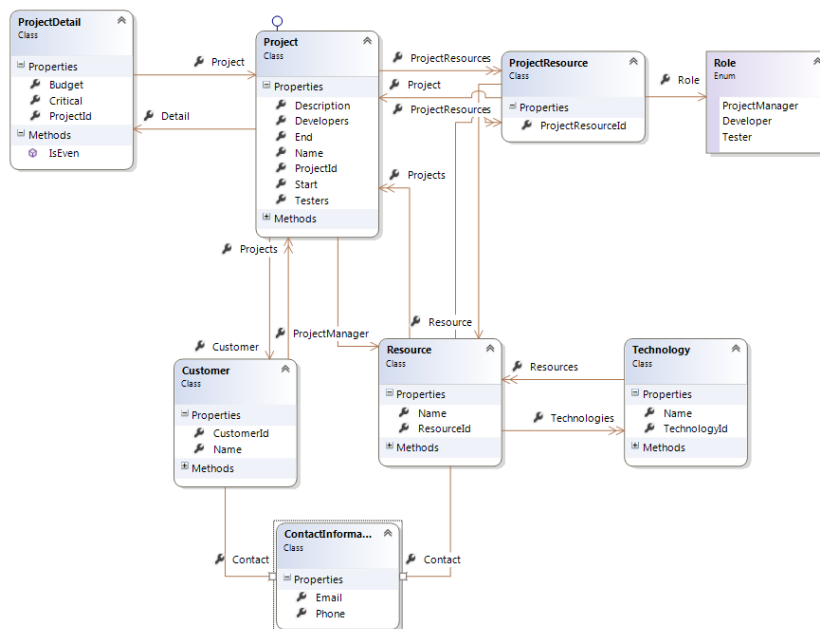 ProjectDetail
Class
Properties
Budget
Critical
ProjectId
Methods
IsEven
Project
Detail
Project
Class
Properties
Description
Developers
End
Name
ProjectId
Start
Testers
Methods
ProjectResources
Project
ProjectResources
Projects
ProjectResource
Class
Properties
ProjectResourceId
Role
Role
Enum
ProjectManager
Developer
Tester
Projects
Customer
ProjectManager
Resource
Customer
Class
Properties
CustomerId
Name
Methods
Resource
Class
Properties
Name
ResourceId
Methods
Resources
Technologies
Technology
Class
Properties
Name
TechnologyId
Methods
Contact
Contact
ContactInforma...
Class
Properties
Email
Phone